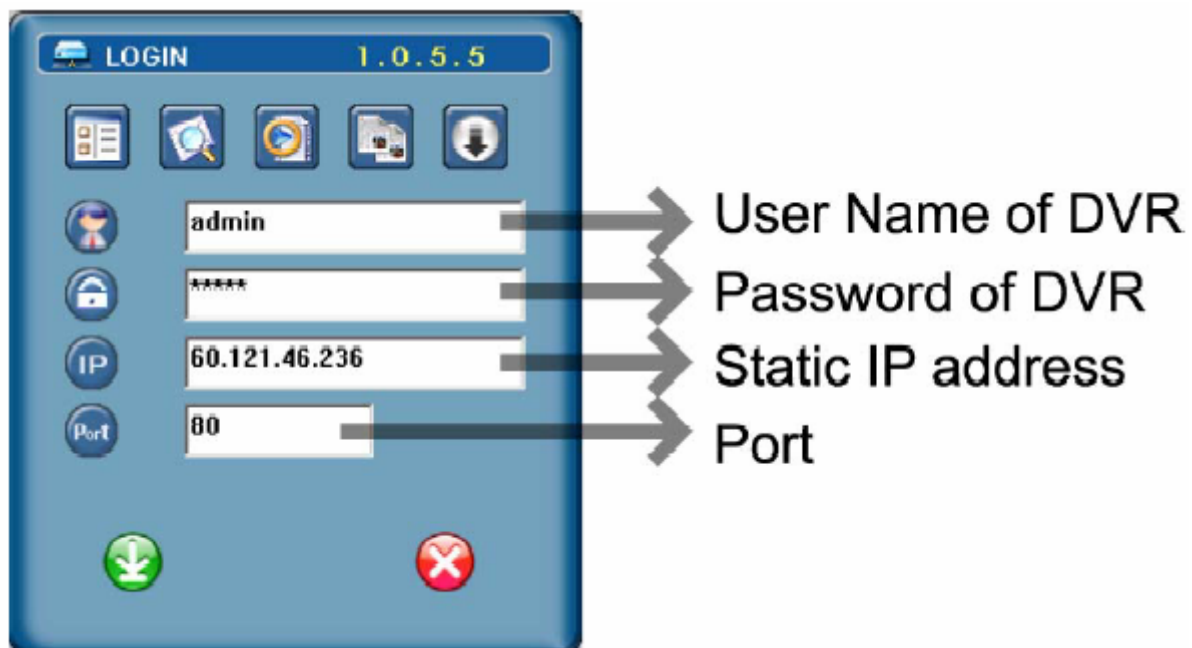 LOGIN 1.0.5.5
admin User Name of DVR
***** Password of DVR
IP 60.121.46.236 Static IP address
Port 80 Port